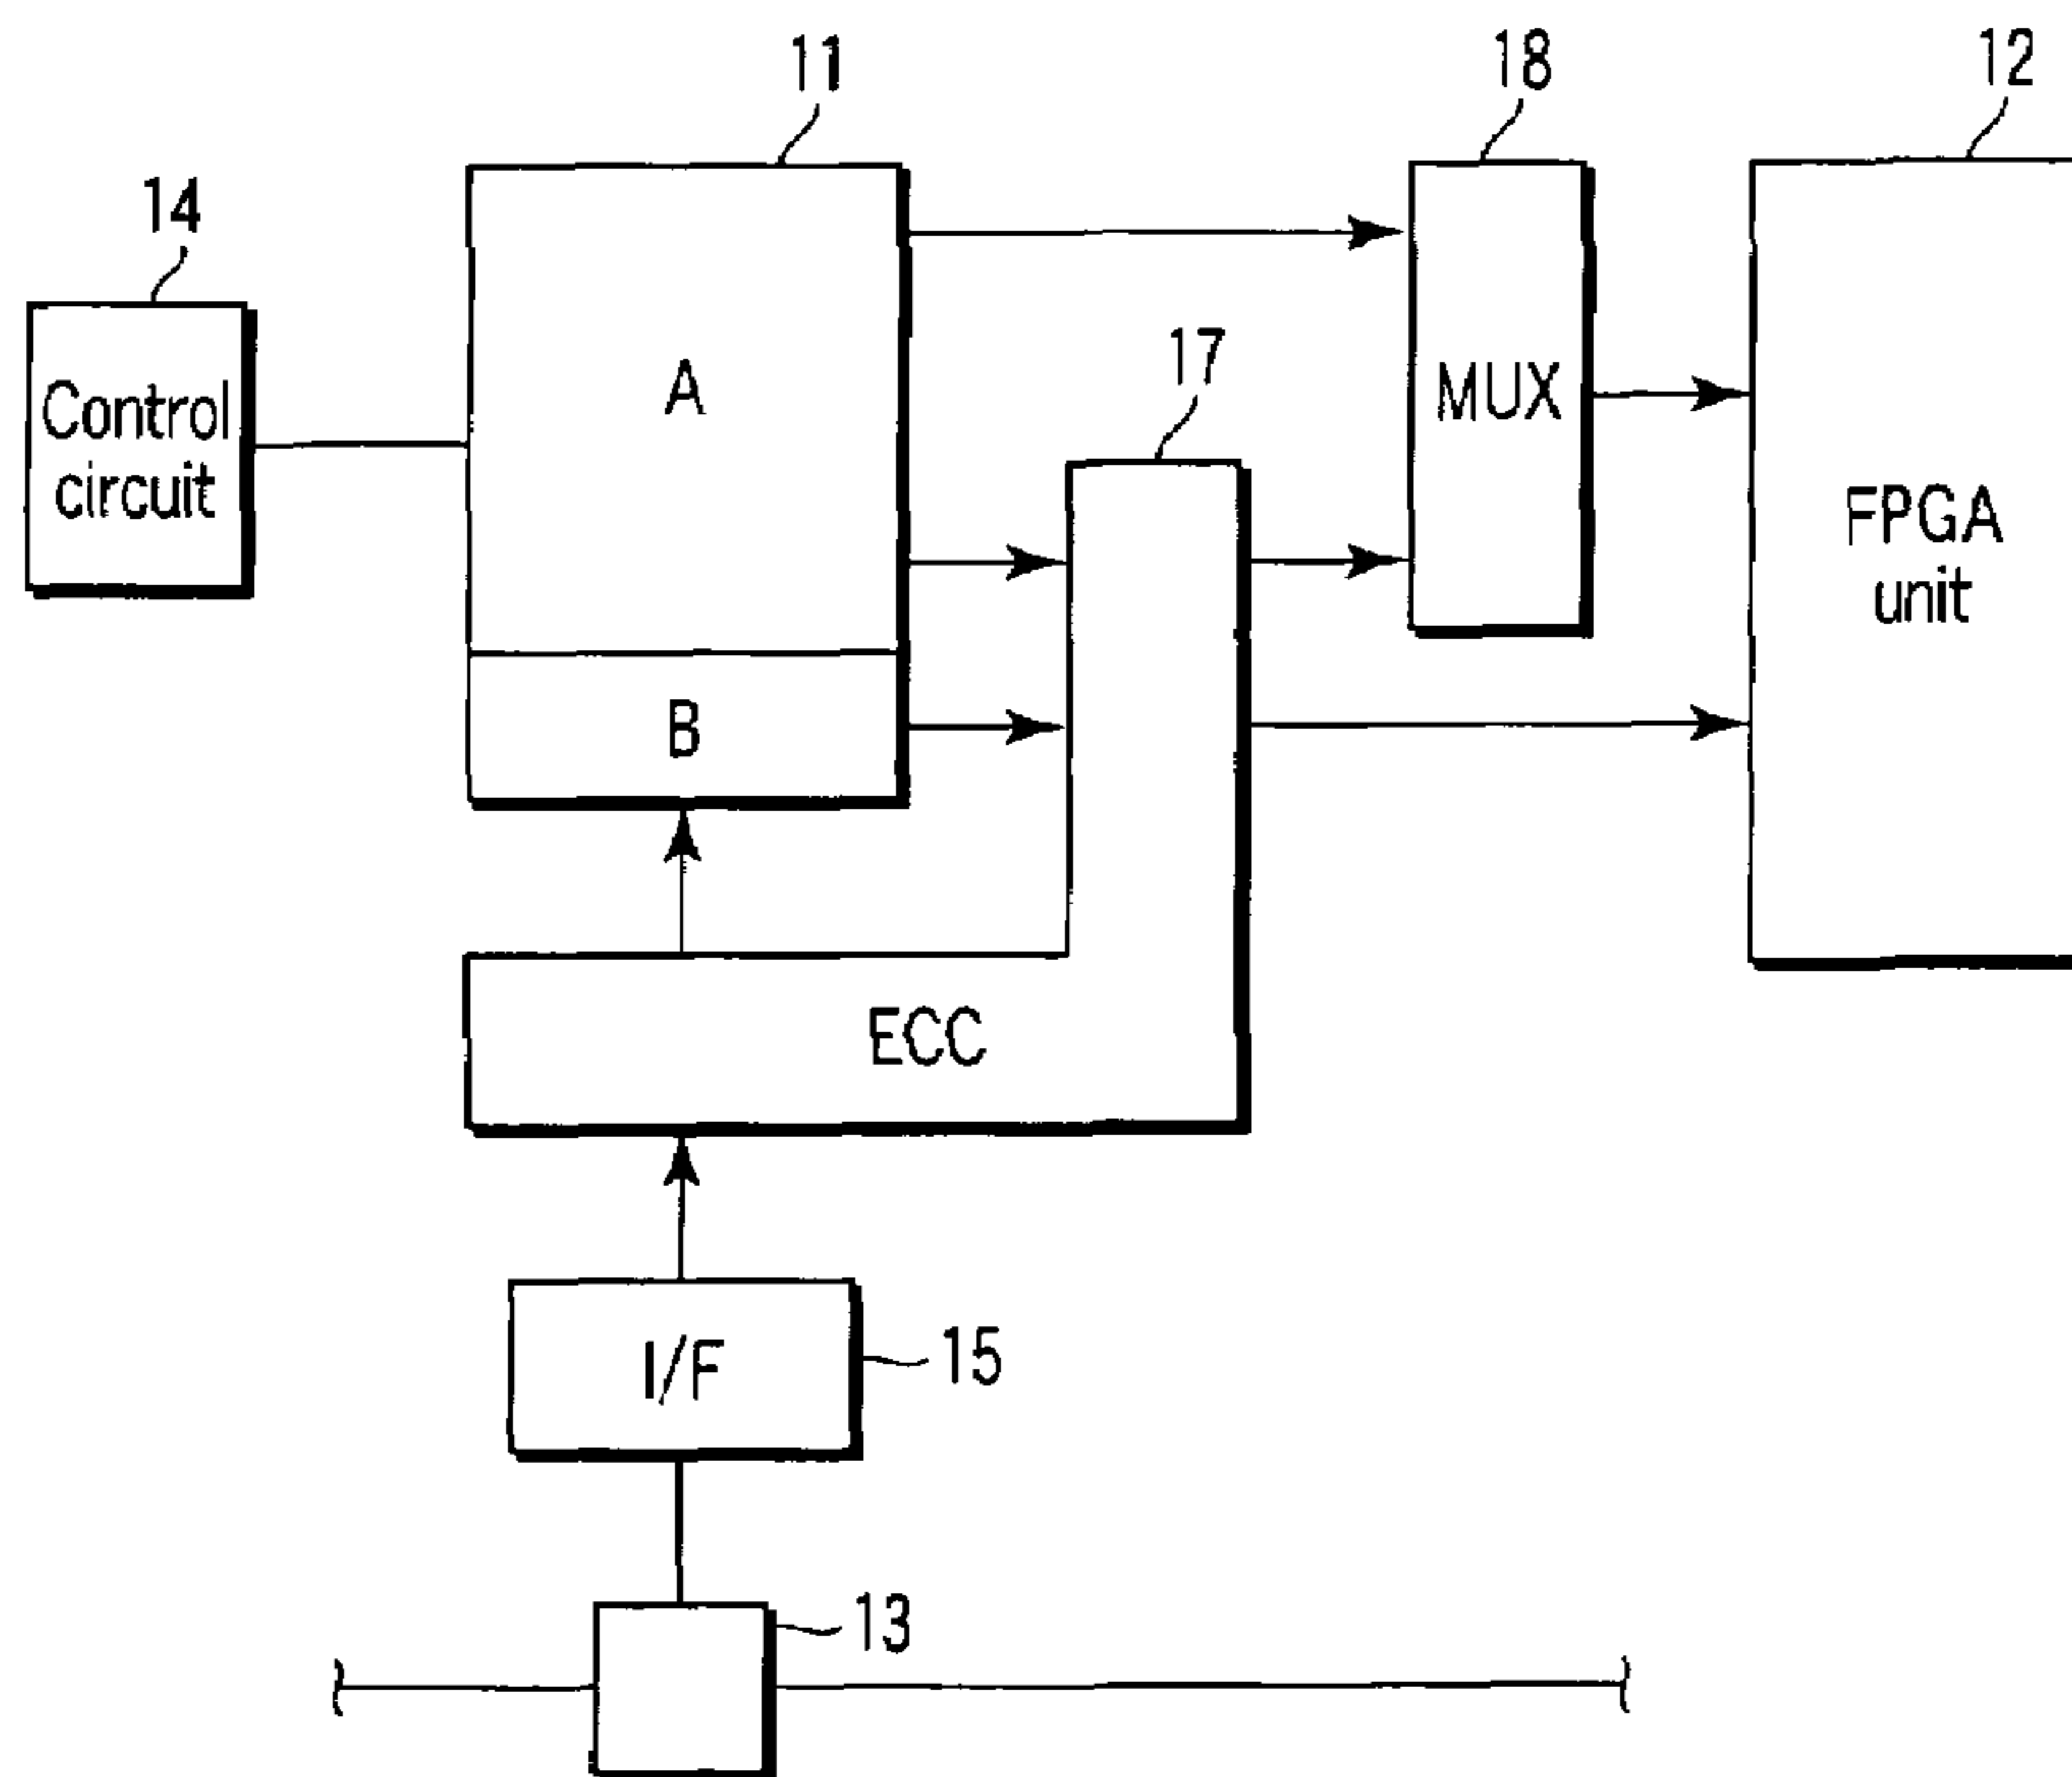 11
18
12
14
17
Control
circuit
A
MUX
FPGA
unit
B
ECC
I/F
15
13